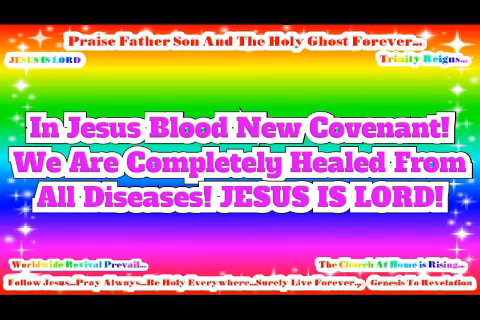 Praise Father Son And The Holy Ghost Forever...
JESUS IS LORD
Trinity Reigns...
In Jesus Blood New Covenant!
We Are Completely Healed From
All Diseases! JESUS IS LORD!
Worldwide Revival Prevail...
The Church At Home is Rising...
Follow Jesus...Pray Always...Be Holy Everywhere...Surely Live Forever... Genesis To Revelation